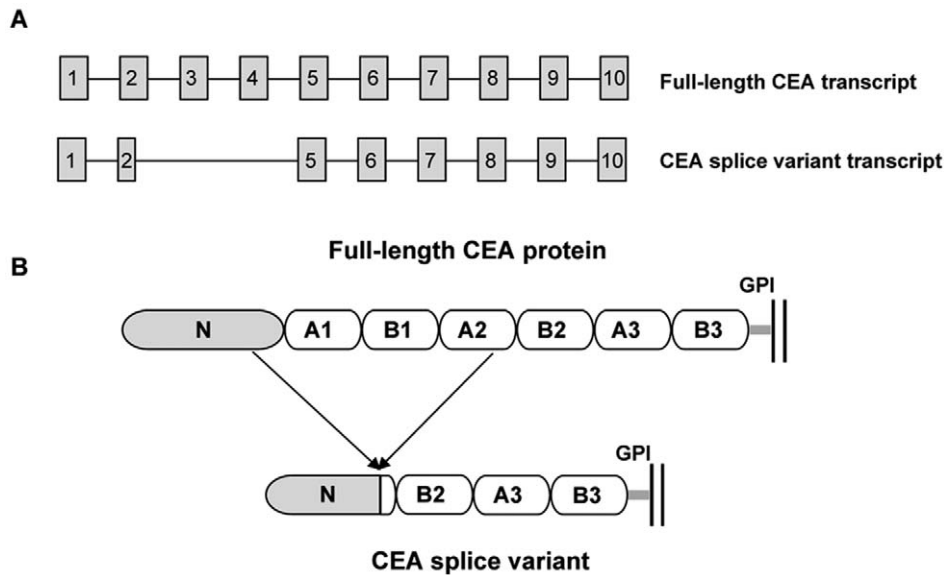 A
1 2 3 4 5 6 7 8 9 10 Full-length CEA transcript
1 2 5 6 7 8 9 10 CEA splice variant transcript
Full-length CEA protein
B
GPI
N A1 B1 A2 B2 A3 B3
GPI
N B2 A3 B3
CEA splice variant